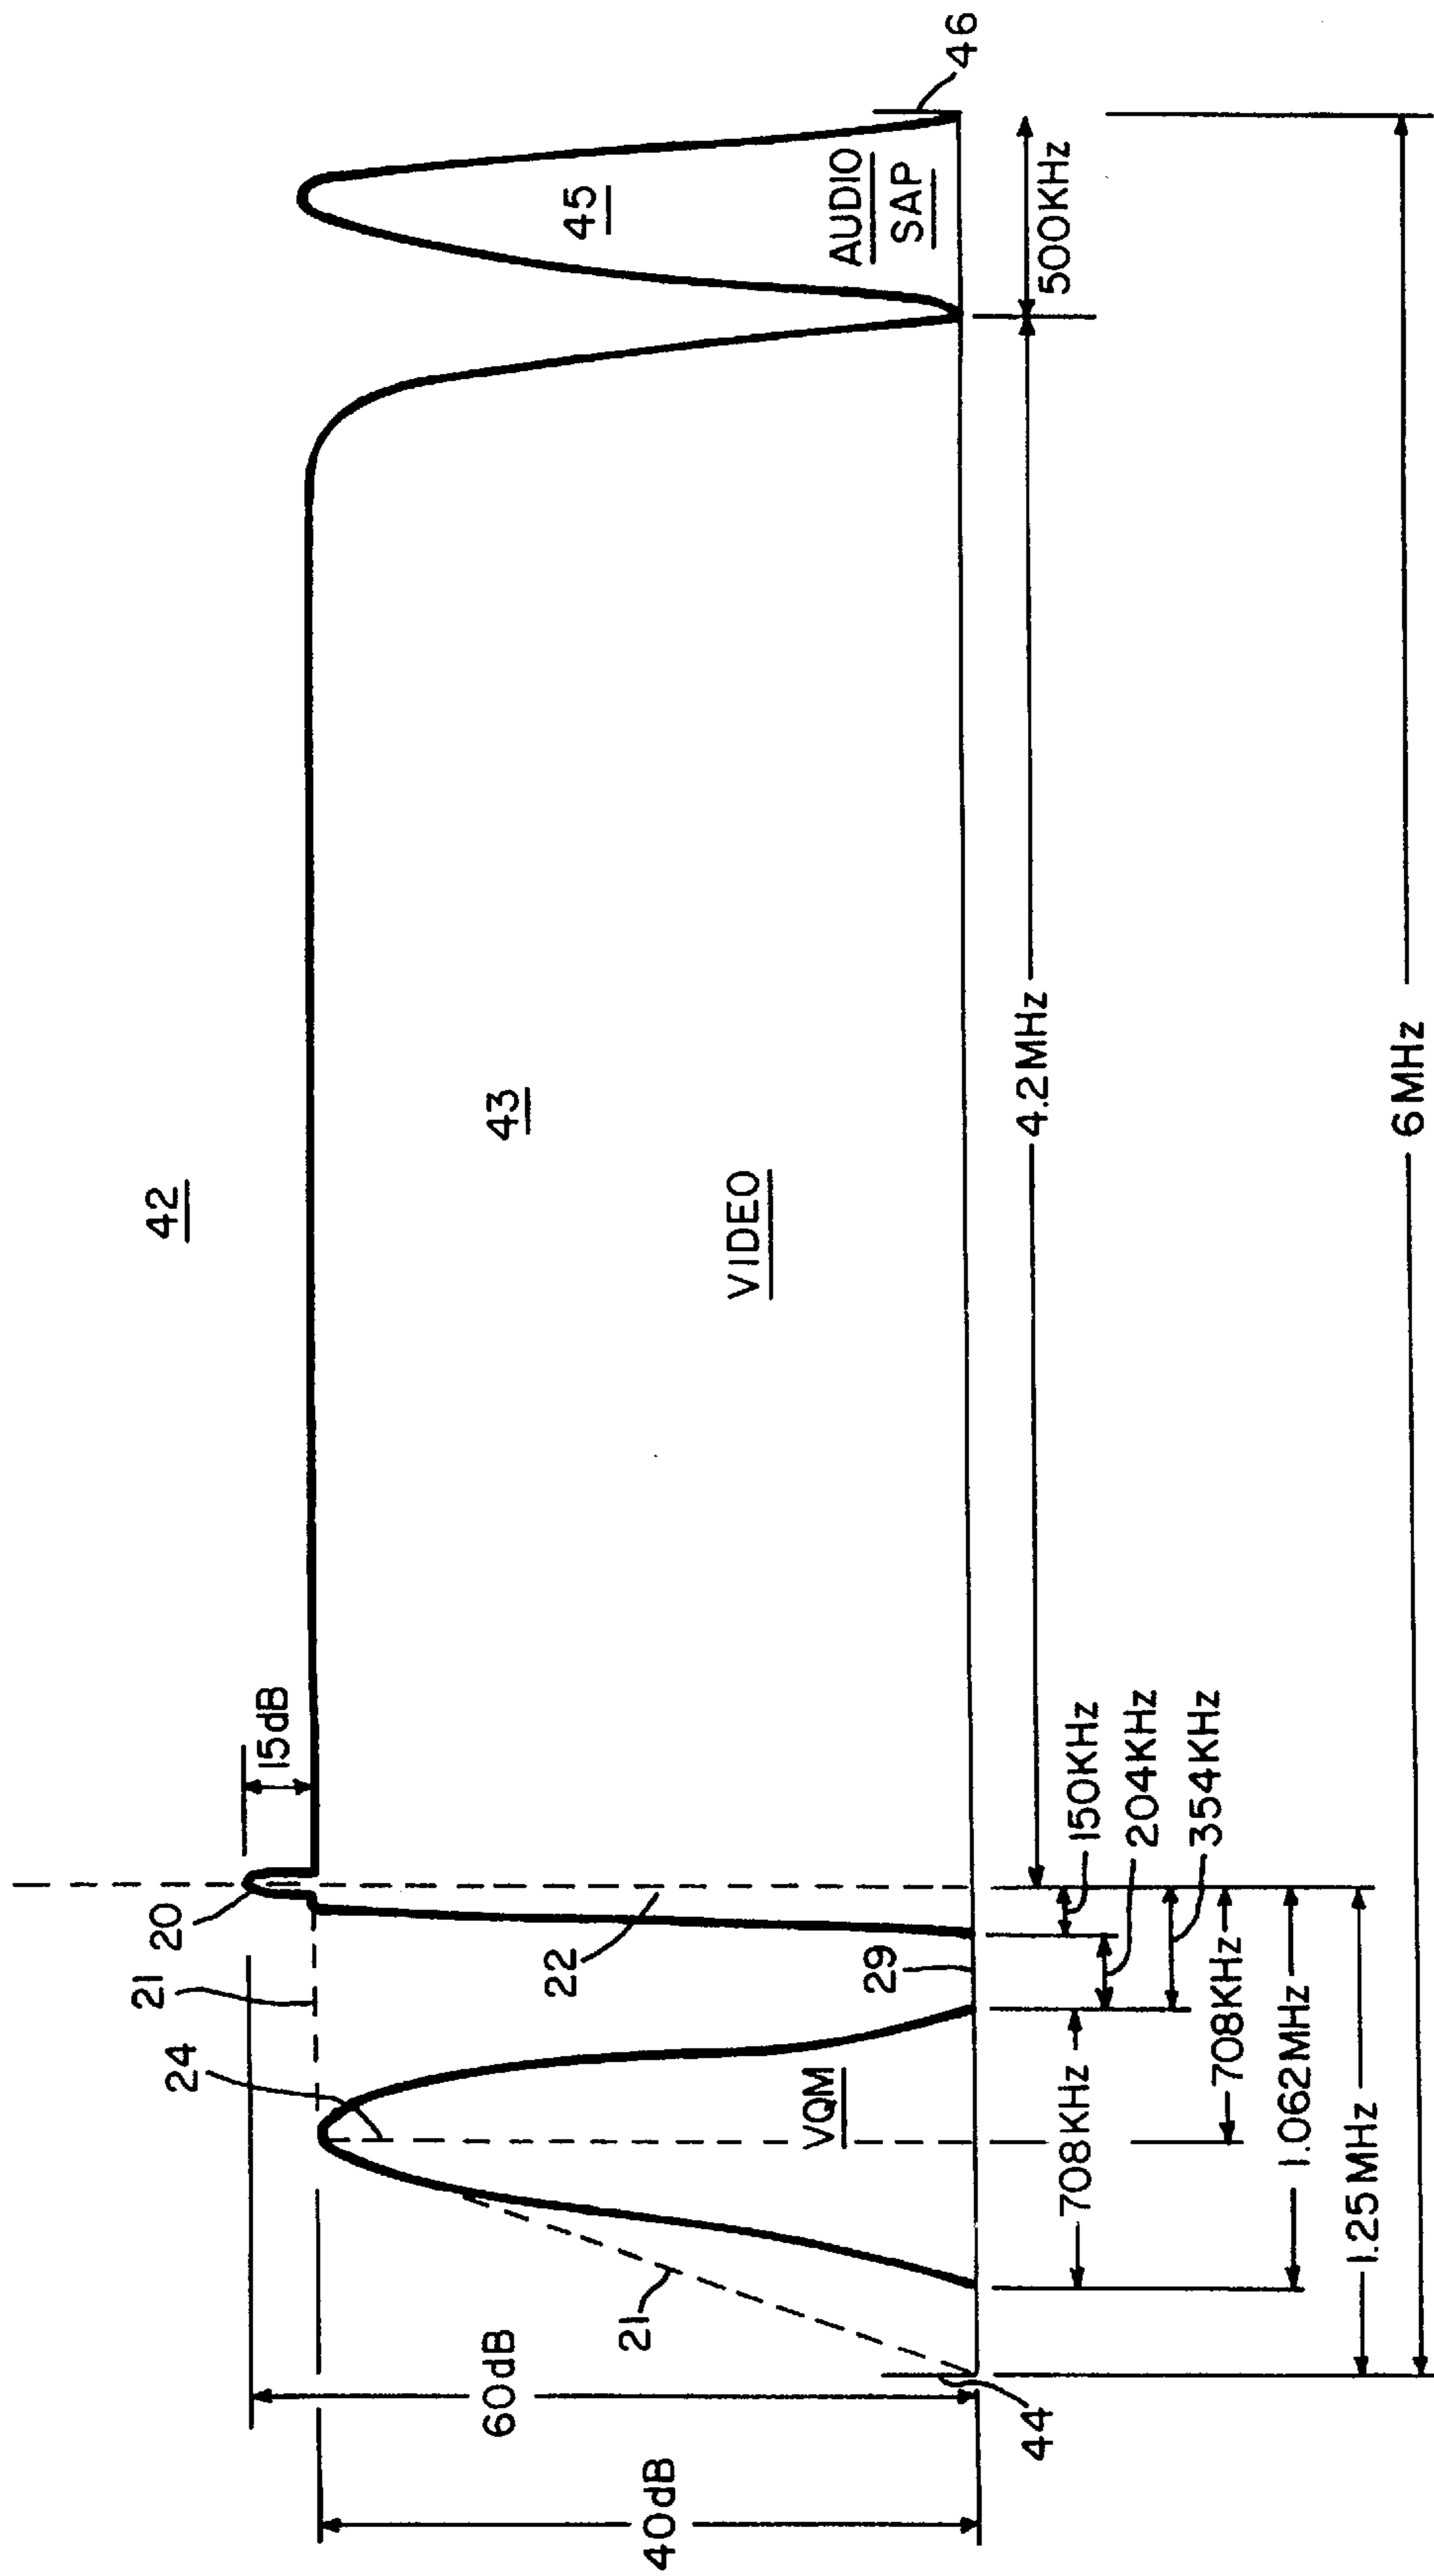 42
15dB
20
21
24
43
45
VIDEO
AUDIO
SAP
46
22
29
VQM
21
60dB
40dB
44
4.2MHz
500KHz
150KHz
204KHz
354KHz
708KHz
708KHz
1.062MHz
1.25MHz
6MHz